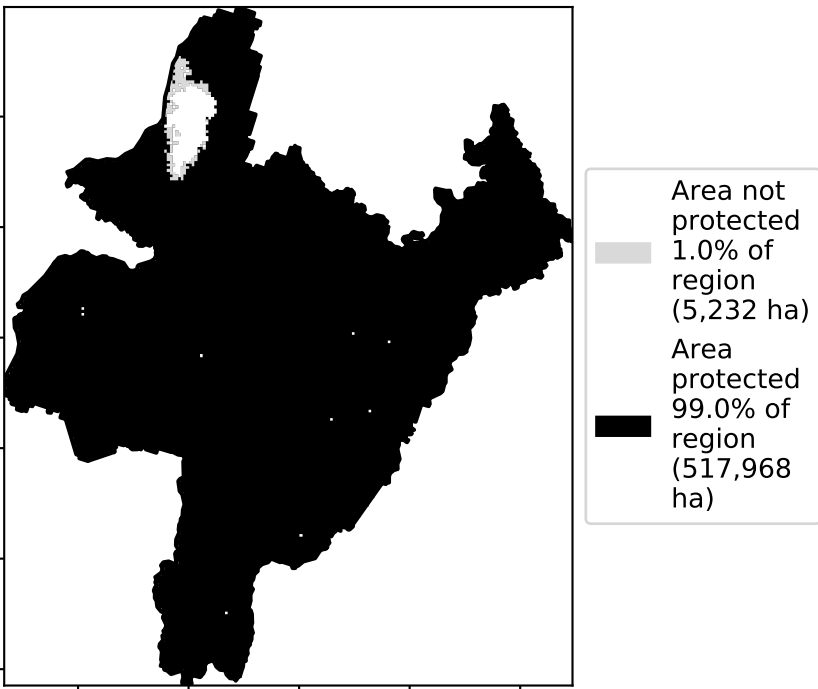 Area not
protected
1.0% of
region
(5,232 ha)
Area
protected
99.0% of
region
(517,968
ha)